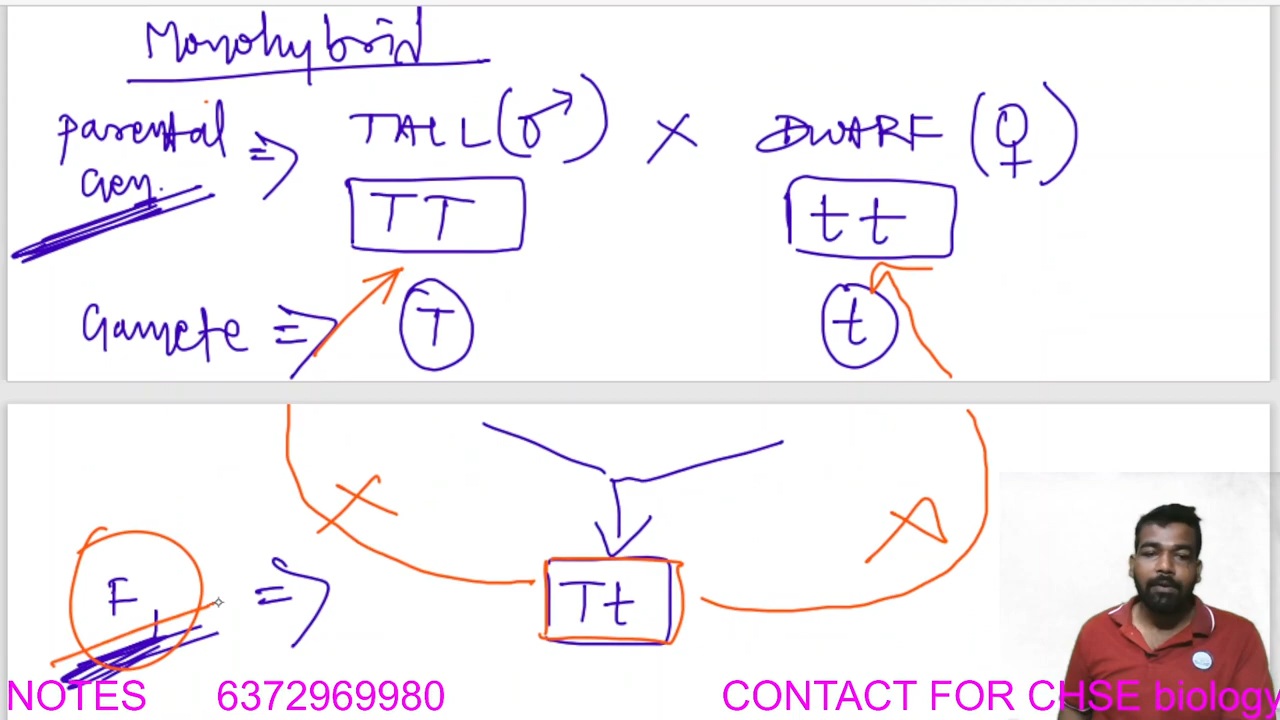 Monohybrid
Parental ⇒ TALL (♂) × DWARF (♀)
Gen.
TT tt
Gamete ⇒ T t
F1 ⇒ Tt
NOTES 6372969980 CONTACT FOR CHSE biology